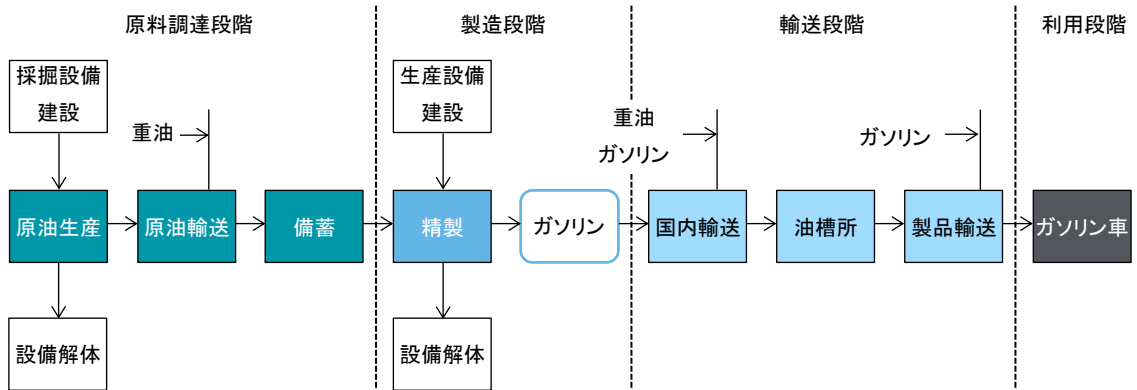 原料調達段階
製造段階
輸送段階
利用段階
採掘設備
建設
生産設備
建設
重油
重油
ガソリン
ガソリン
原油生産
原油輸送
備蓄
精製
ガソリン
国内輸送
油槽所
製品輸送
ガソリン車
設備解体
設備解体